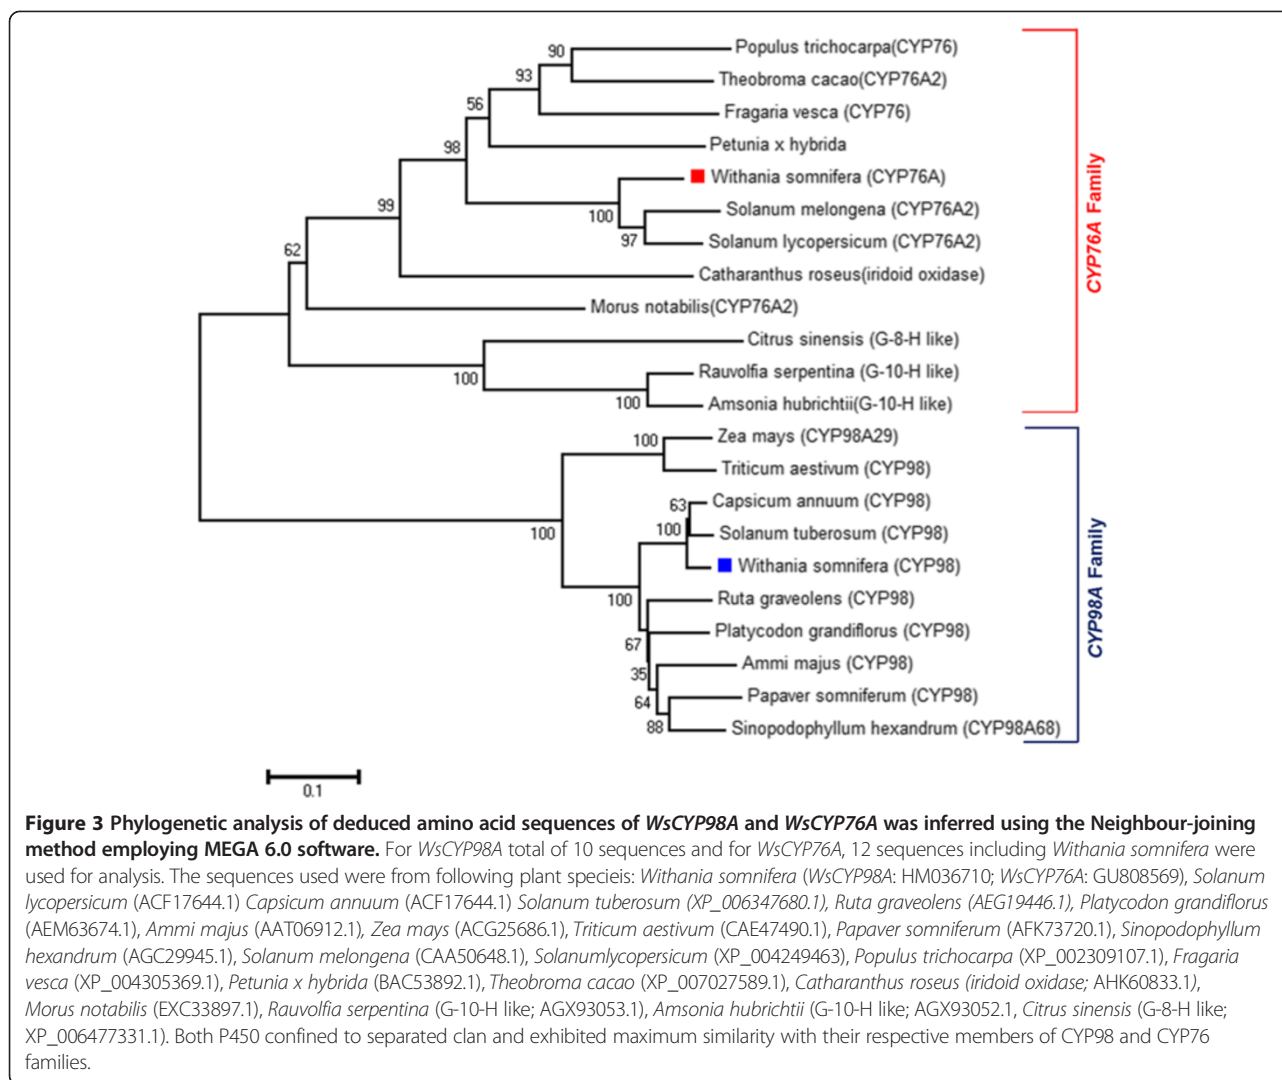 90
Populus trichocarpa(CYP76)
93
Theobroma cacao(CYP76A2)
56
Fragaria vesca (CYP76)
98
Petunia x hybrida
Withania somnifera (CYP76A)
99
100
Solanum melongena (CYP76A2)
97
Solanum lycopersicum (CYP76A2)
62
Catharanthus roseus(iridoid oxidase)
Morus notabilis(CYP76A2)
Citrus sinensis (G-8-H like)
100
Rauvolfia serpentina (G-10-H like)
100
Amsonia hubrichtii(G-10-H like)
CYP76A Family
100
Zea mays (CYP98A29)
Triticum aestivum (CYP98)
63
Capsicum annuum (CYP98)
100
100
Solanum tuberosum (CYP98)
Withania somnifera (CYP98)
100
Ruta graveolens (CYP98)
67
Platycodon grandiflorus (CYP98)
35
Ammi majus (CYP98)
64
Papaver somniferum (CYP98)
88
Sinopodophyllum hexandrum (CYP98A68)
CYP98A Family
0.1
Figure 3 Phylogenetic analysis of deduced amino acid sequences of WsCYP98A and WsCYP76A was inferred using the Neighbour-joining
method employing MEGA 6.0 software. For WsCYP98A total of 10 sequences and for WsCYP76A, 12 sequences including Withania somnifera were
used for analysis. The sequences used were from following plant specieis: Withania somnifera (WsCYP98A: HM036710; WsCYP76A: GU808569), Solanum
lycopersicum (ACF17644.1) Capsicum annuum (ACF17644.1) Solanum tuberosum (XP_006347680.1), Ruta graveolens (AEG19446.1), Platycodon grandiflorus
(AEM63674.1), Ammi majus (AAT06912.1), Zea mays (ACG25686.1), Triticum aestivum (CAE47490.1), Papaver somniferum (AFK73720.1), Sinopodophyllum
hexandrum (AGC29945.1), Solanum melongena (CAA50648.1), Solanumlycopersicum (XP_004249463), Populus trichocarpa (XP_002309107.1), Fragaria
vesca (XP_004305369.1), Petunia x hybrida (BAC53892.1), Theobroma cacao (XP_007027589.1), Catharanthus roseus (iridoid oxidase; AHK60833.1),
Morus notabilis (EXC33897.1), Rauvolfia serpentina (G-10-H like; AGX93053.1), Amsonia hubrichtii (G-10-H like; AGX93052.1, Citrus sinensis (G-8-H like;
XP_006477331.1). Both P450 confined to separated clan and exhibited maximum similarity with their respective members of CYP98 and CYP76
families.